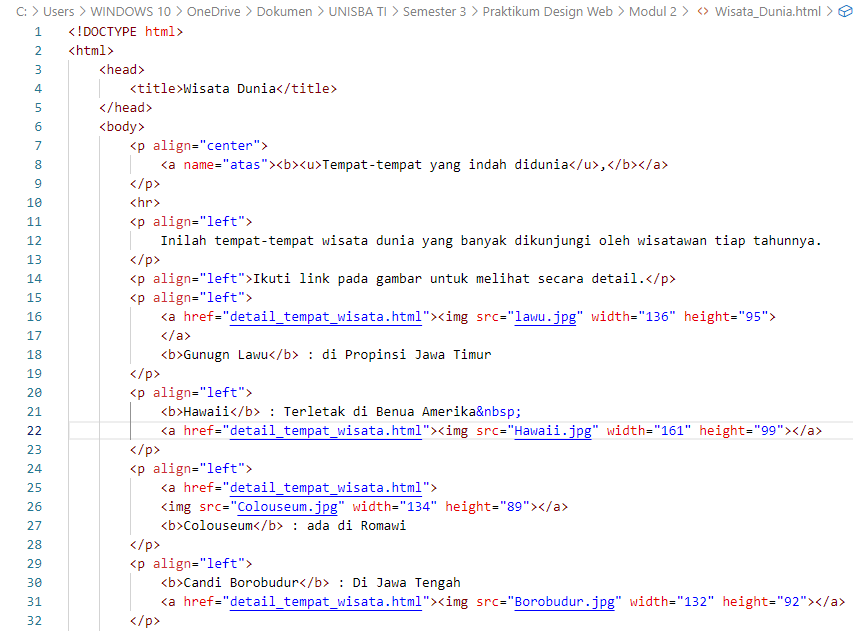 C: > Users > WINDOWS 10 > OneDrive > Dokumen > UNISBA TI > Semester 3 > Praktikum Design Web > Modul 2 > <> Wisata_Dunia.html >
1 <!DOCTYPE html>
2 <html>
3 <head>
4 <title>Wisata Dunia</title>
5 </head>
6 <body>
7 <p align="center">
8 <a name="atas"><b><u>Tempat-tempat yang indah didunia</u>,</b></a>
9 </p>
10 <hr>
11 <p align="left">
12 Inilah tempat-tempat wisata dunia yang banyak dikunjungi oleh wisatawan tiap tahunnya.
13 </p>
14 <p align="left">Ikuti link pada gambar untuk melihat secara detail.</p>
15 <p align="left">
16 <a href="detail_tempat_wisata.html"><img src="lawu.jpg" width="136" height="95">
17 </a>
18 <b>Gunugn Lawu</b> : di Propinsi Jawa Timur
19 </p>
20 <p align="left">
21 <b>Hawaii</b> : Terletak di Benua Amerika&nbsp;
22 <a href="detail_tempat_wisata.html"><img src="Hawaii.jpg" width="161" height="99"></a>
23 </p>
24 <p align="left">
25 <a href="detail_tempat_wisata.html">
26 <img src="Colouseum.jpg" width="134" height="89"></a>
27 <b>Colouseum</b> : ada di Romawi
28 </p>
29 <p align="left">
30 <b>Candi Borobudur</b> : Di Jawa Tengah
31 <a href="detail_tempat_wisata.html"><img src="Borobudur.jpg" width="132" height="92"></a>
32 </p>